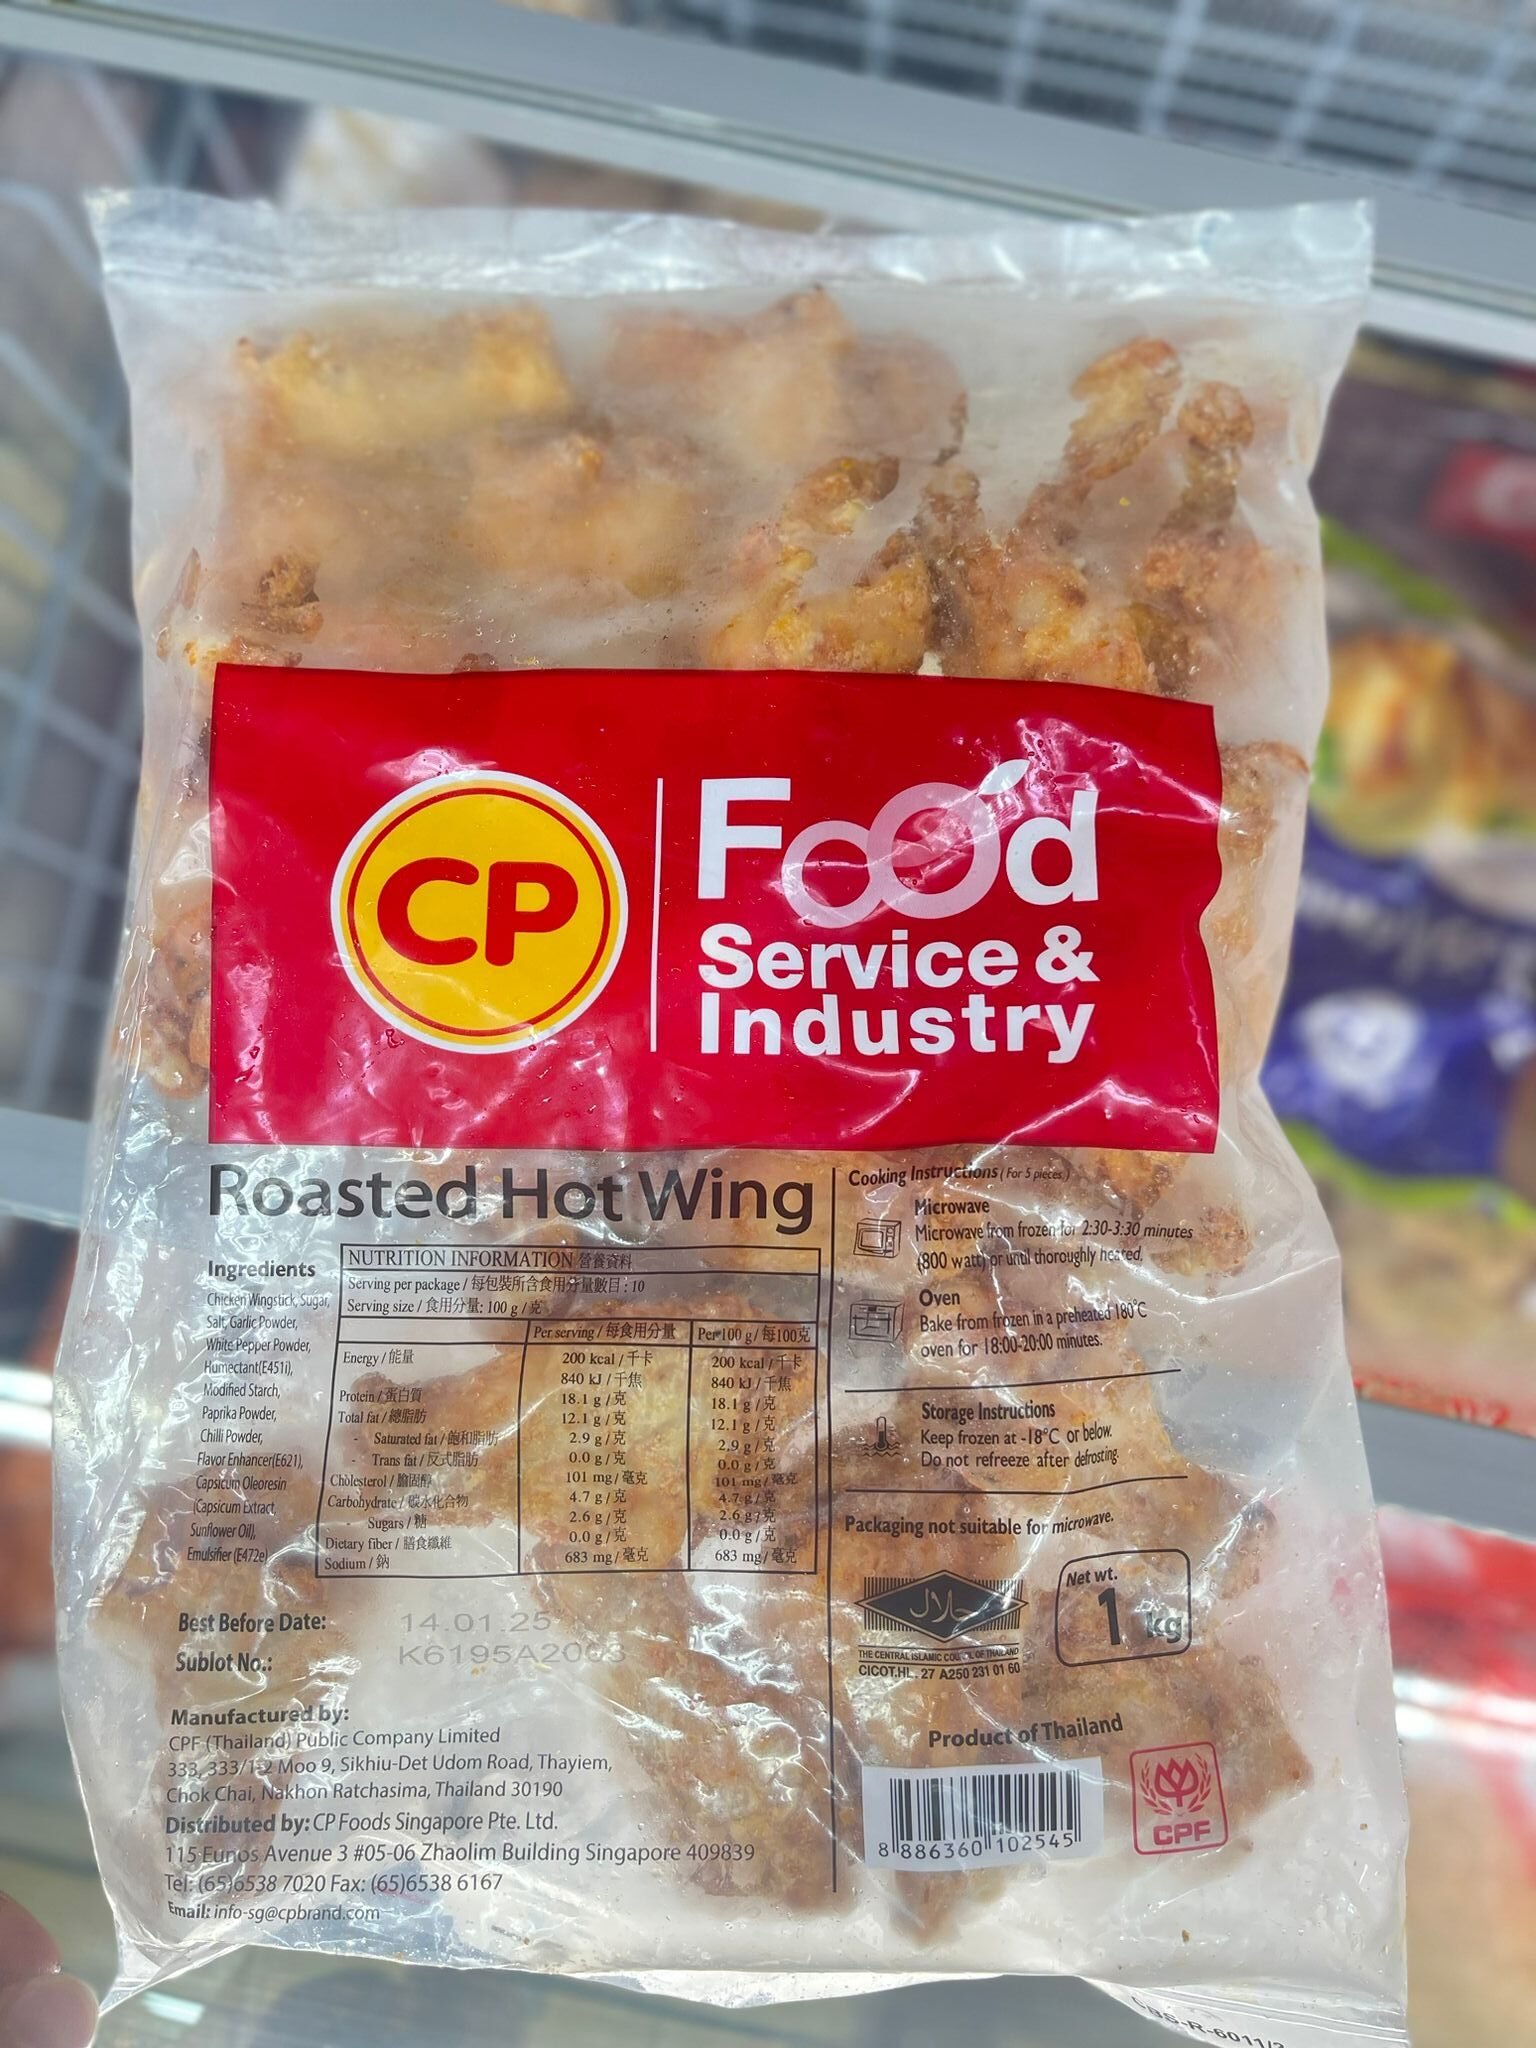 CP
Food
Service &
Industry
Roasted Hot Wing
Ingredients
Chicken Wingstick, Sugar,
Salt, Garlic Powder,
White Pepper Powder,
Humectant(E451i),
Modified Starch,
Paprika Powder,
Chilli Powder,
Flavor Enhancer(E621),
Capsicum Oleoresin
(Capsicum Extract,
Sunflower Oil),
Emulsifier (E472e)
NUTRITION INFORMATION 營養資料
Serving per package / 每包裝所含食用分量數目 : 10
Serving size / 食用分量: 100 g / 克
Per serving / 每食用分量 Per 100 g / 每100克
Energy / 能量 200 kcal / 千卡 200 kcal / 千卡
840 kJ / 千焦 840 kJ / 千焦
Protein / 蛋白質 18.1 g / 克 18.1 g / 克
Total fat / 總脂肪 12.1 g / 克 12.1 g / 克
- Saturated fat / 飽和脂肪 2.9 g / 克 2.9 g / 克
- Trans fat / 反式脂肪 0.0 g / 克 0.0 g / 克
Cholesterol / 膽固醇 101 mg / 毫克 101 mg / 毫克
Carbohydrate / 碳水化合物 4.7 g / 克 4.7 g / 克
- Sugars / 糖 2.6 g / 克 2.6 g / 克
Dietary fiber / 膳食纖維 0.0 g / 克 0.0 g / 克
Sodium / 鈉 683 mg / 毫克 683 mg / 毫克
Cooking Instructions ( For 5 pieces )
Microwave
Microwave from frozen for 2:30-3:30 minutes
(800 watt) or until thoroughly heated.
Oven
Bake from frozen in a preheated 180°C
oven for 18:00-20:00 minutes.
Storage Instructions
Keep frozen at -18°C or below.
Do not refreeze after defrosting.
Packaging not suitable for microwave.
حلال
THE CENTRAL ISLAMIC COUNCIL OF THAILAND
CICOT.HL. 27 A250 231 01 60
Net wt.
1 kg
Best Before Date: 14.01.25
Sublot No.: K6195A2003
Manufactured by:
CPF (Thailand) Public Company Limited
333, 333/1-2 Moo 9, Sikhiu-Det Udom Road, Thayiem,
Chok Chai, Nakhon Ratchasima, Thailand 30190
Distributed by: CP Foods Singapore Pte. Ltd.
115 Eunos Avenue 3 #05-06 Zhaolim Building Singapore 409839
Tel: (65)6538 7020 Fax: (65)6538 6167
Email: info-sg@cpbrand.com
Product of Thailand
8 886360 102545
CPF